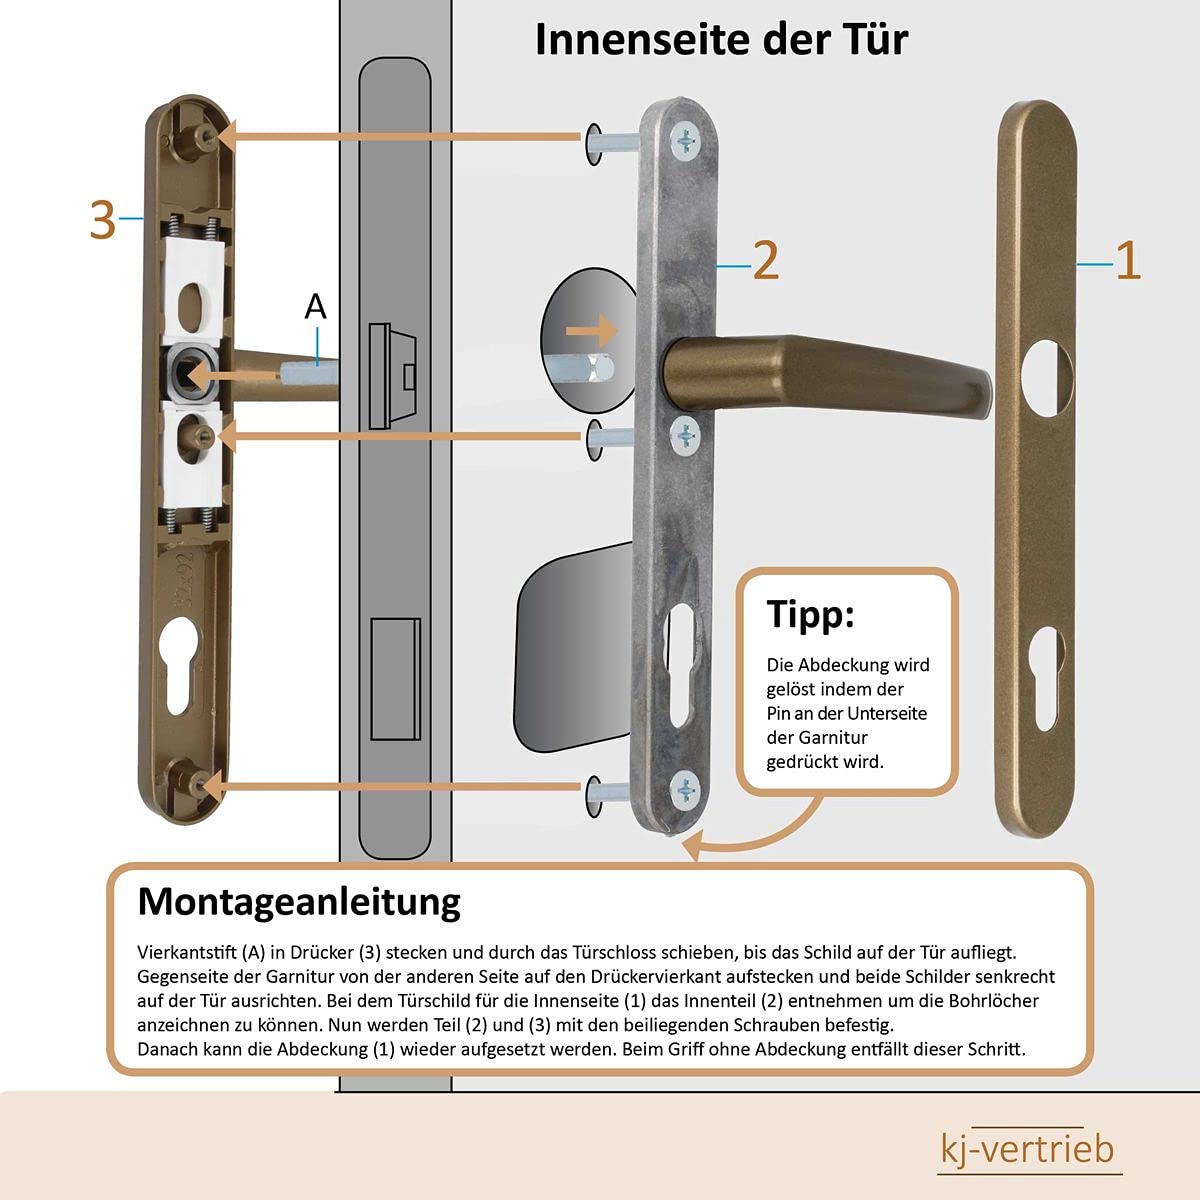 Innenseite der Tür
3
A
2
1
32x92
Tipp:
Die Abdeckung wird
gelöst indem der
Pin an der Unterseite
der Garnitur
gedrückt wird.
Montageanleitung
Vierkantstift (A) in Drücker (3) stecken und durch das Türschloss schieben, bis das Schild auf der Tür aufliegt.
Gegenseite der Garnitur von der anderen Seite auf den Drückervierkant aufstecken und beide Schilder senkrecht
auf der Tür ausrichten. Bei dem Türschild für die Innenseite (1) das Innenteil (2) entnehmen um die Bohrlöcher
anzeichnen zu können. Nun werden Teil (2) und (3) mit den beiliegenden Schrauben befestig.
Danach kann die Abdeckung (1) wieder aufgesetzt werden. Beim Griff ohne Abdeckung entfällt dieser Schritt.
kj-vertrieb